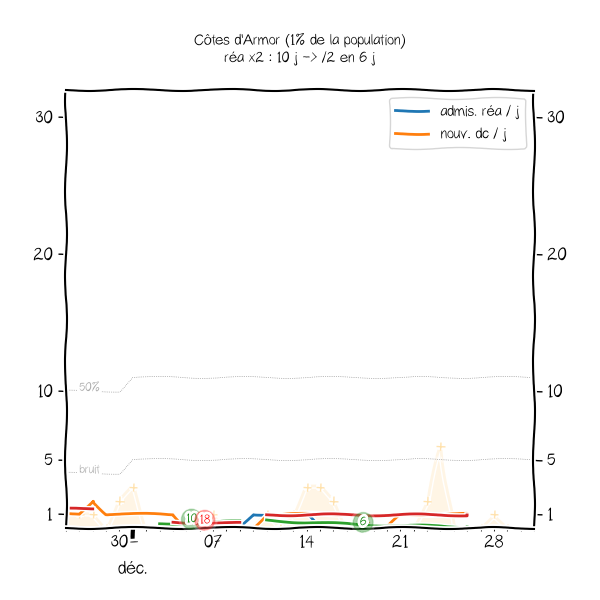 Côtes d'Armor (1% de la population)
réa x2 : 10 j -> /2 en 6 j
admis. réa / j
nouv. dc / j
30 30
20 20
50%
10 10
5 5
bruit
1 1
10 18 6
30 07 14 21 28
déc.